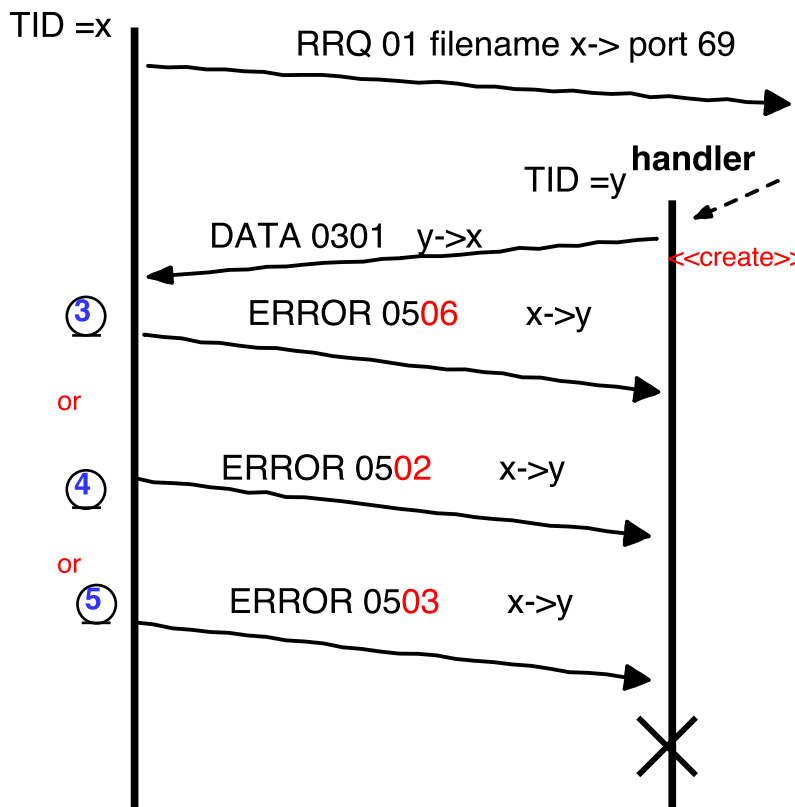 TID =x
RRQ 01 filename x-> port 69
handler
TID =y
DATA 0301 y->x
<<create>>
3
ERROR 0506 x->y
or
4
ERROR 0502 x->y
or
5
ERROR 0503 x->y